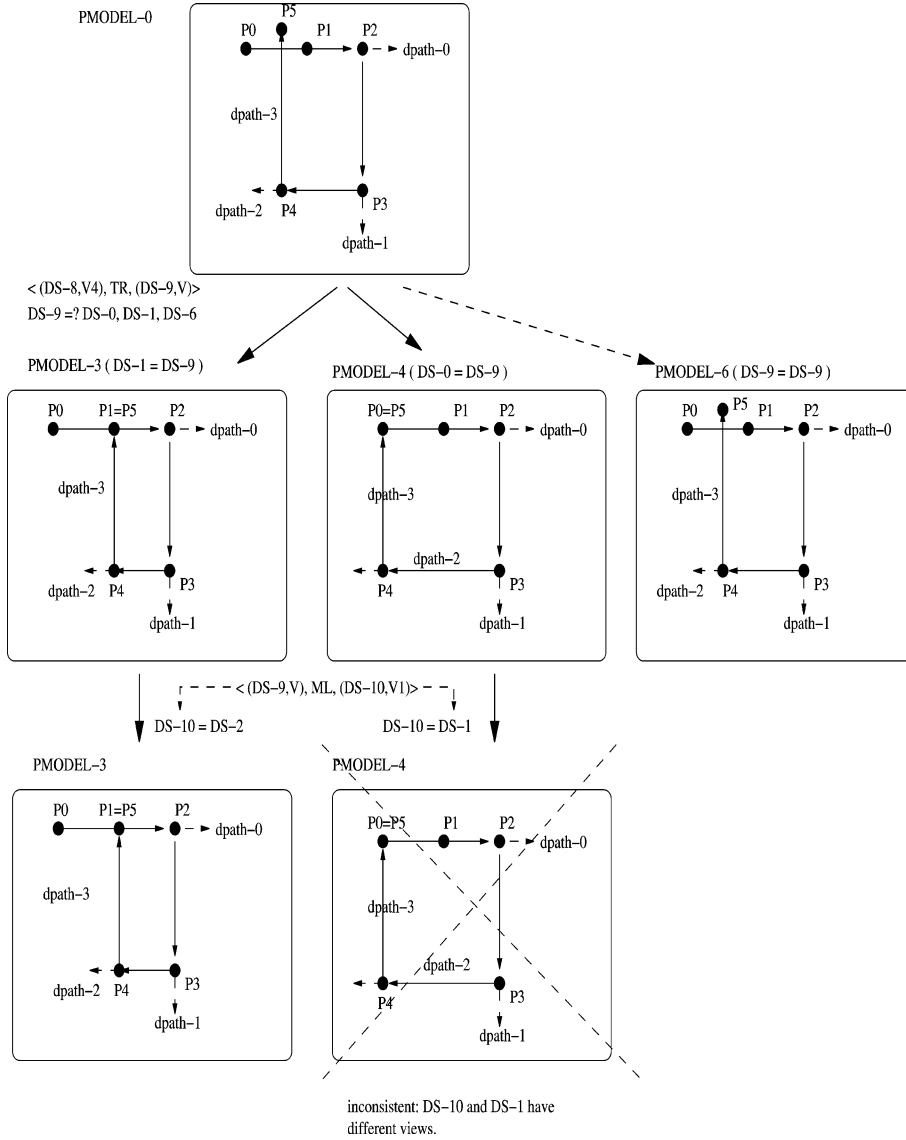 PMODEL−0
P5
P0 P1 P2
dpath−0
dpath−3
P3
dpath−2 P4
dpath−1
< (DS−8,V4), TR, (DS−9,V)>
DS−9 =? DS−0, DS−1, DS−6
PMODEL−3 ( DS−1 = DS−9 )
P0 P1=P5 P2
dpath−0
dpath−3
dpath−2 P4 P3
dpath−1
PMODEL−4 ( DS−0 = DS−9 )
P0=P5 P1 P2
dpath−0
dpath−3
dpath−2
P4 P3
dpath−1
PMODEL−6 ( DS−9 = DS−9 )
P0 P5 P1 P2
dpath−0
dpath−3
dpath−2 P4 P3
dpath−1
< (DS−9,V), ML, (DS−10,V1)>
DS−10 = DS−2 DS−10 = DS−1
PMODEL−3
P0 P1=P5 P2
dpath−0
dpath−3
dpath−2 P4 P3
dpath−1
PMODEL−4
P0=P5 P1 P2
dpath−0
dpath−3
dpath−2
P4 P3
dpath−1
inconsistent: DS−10 and DS−1 have
different views.